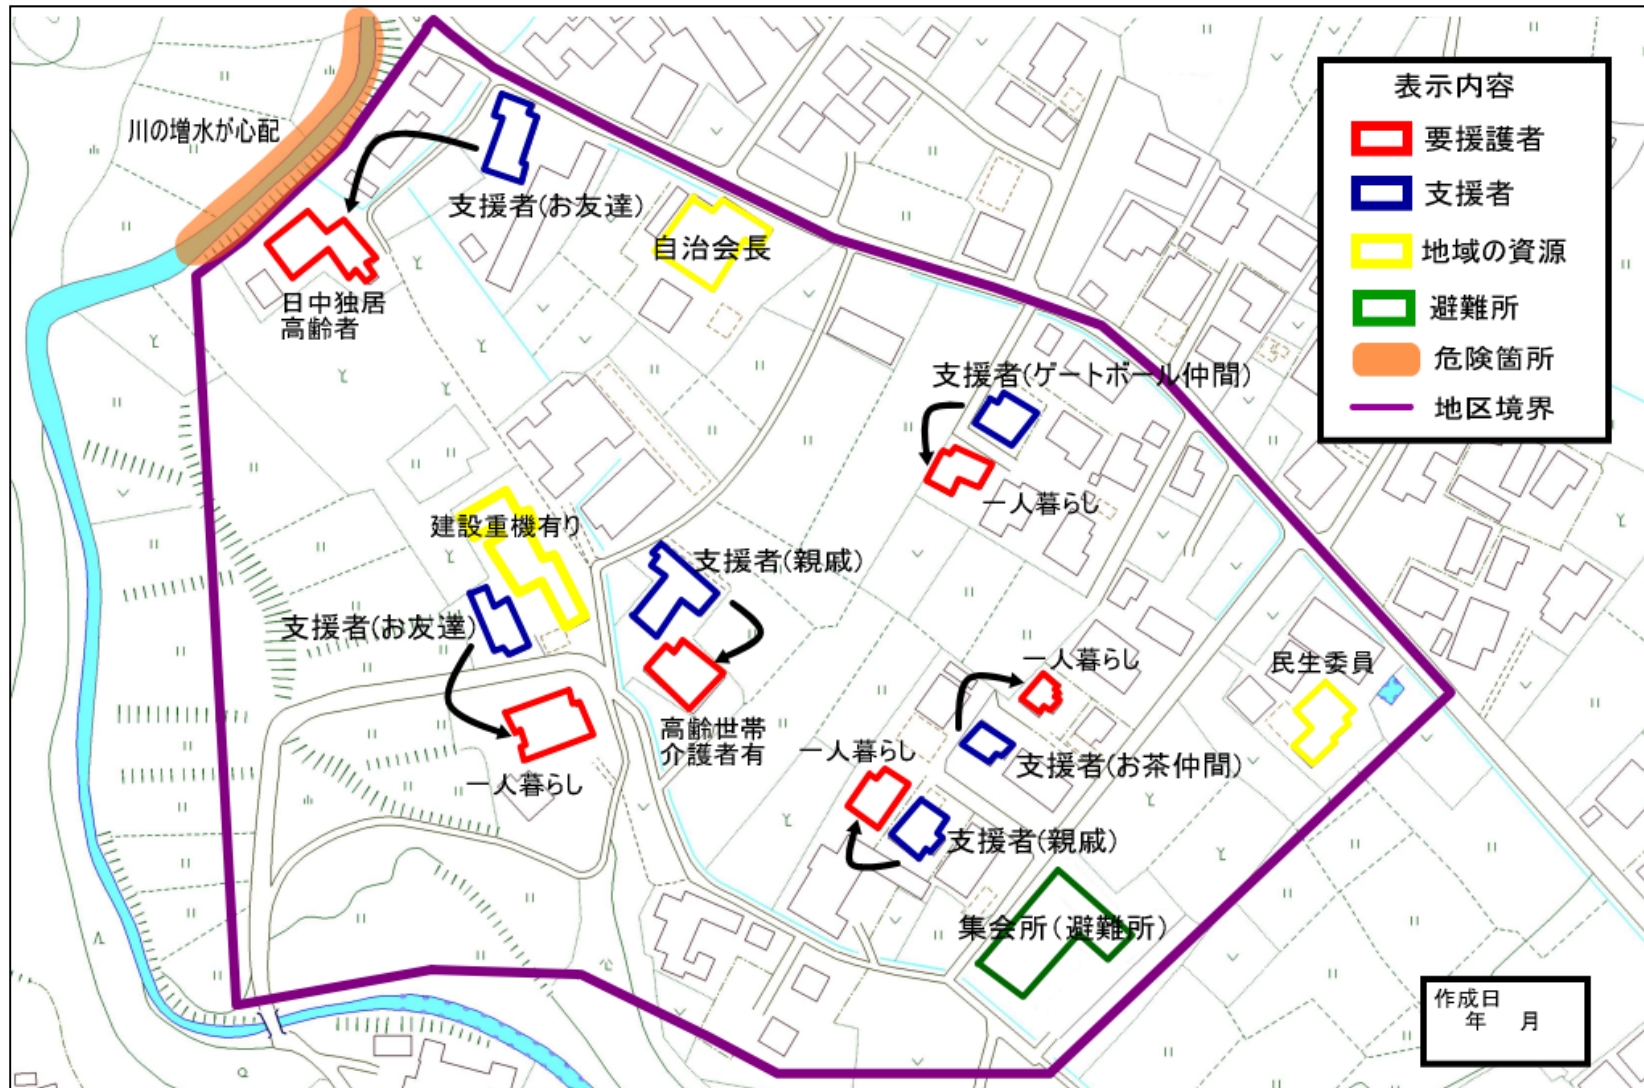 川の増水が心配
支援者(お友達)
自治会長
日中独居
高齢者
支援者(ゲートボール仲間)
一人暮らし
建設重機有り
支援者(親戚)
支援者(お友達)
高齢世帯
介護者有
一人暮らし
一人暮らし
民生委員
一人暮らし
支援者(お茶仲間)
支援者(親戚)
集会所(避難所)
表示内容
要援護者
支援者
地域の資源
避難所
危険箇所
地区境界
作成日
年 月